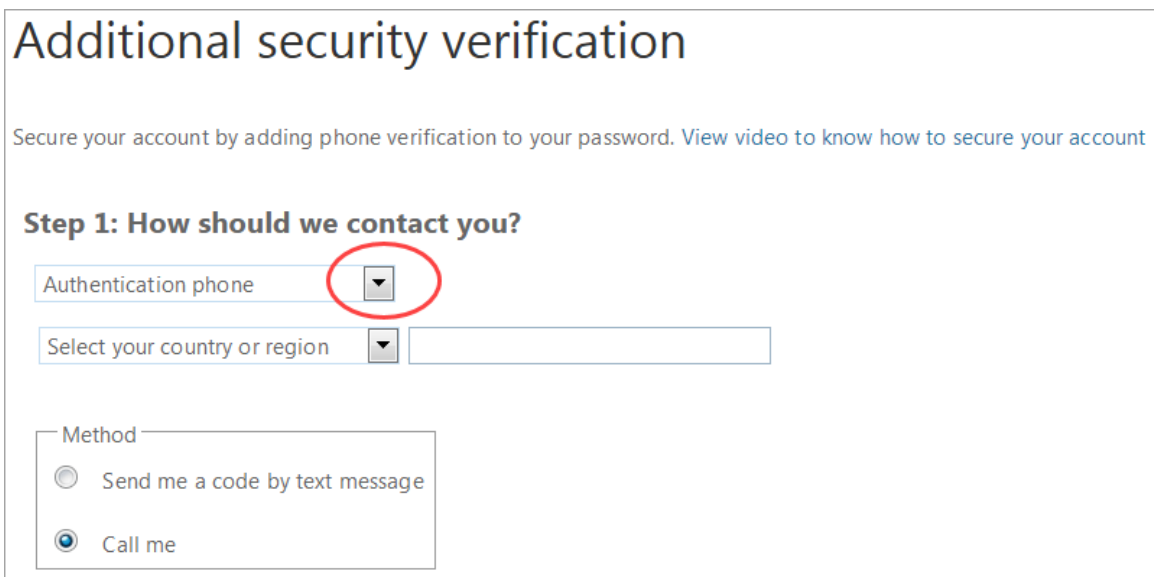 Additional security verification
Secure your account by adding phone verification to your password. View video to know how to secure your account
Step 1: How should we contact you?
Authentication phone
Select your country or region
Method
Send me a code by text message
Call me